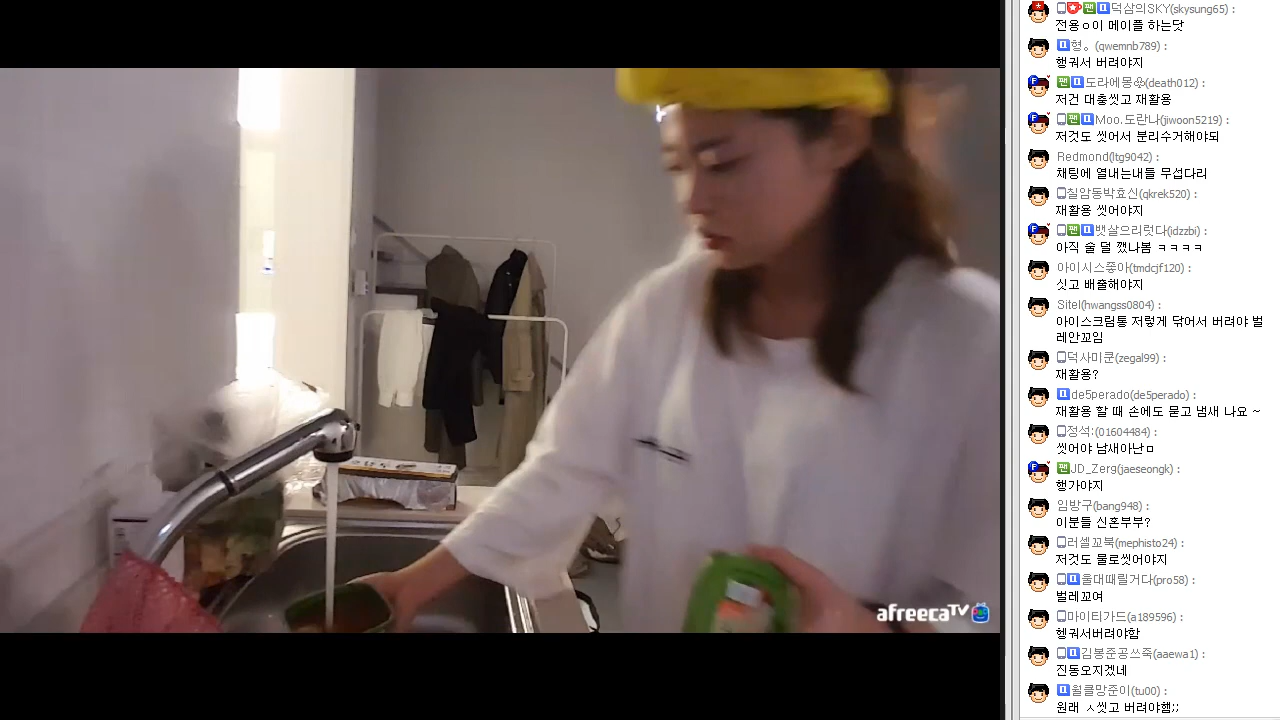 덕삼의SKY(skysung65) :
전용ㅇ이 메이플 하는닷
형。(qwemnb789) :
행궈서 버려야지
도라에몽♧(death012) :
저건 대충씻고 재활용
Moo.도란나(jiwoon5219) :
저것도 씻어서 분리수거해야되
Redmond(ltg9042) :
채팅에 열내는내들 무섭다리
칠암동박효신(qkrek520) :
재활용 씻어야지
뱃살으리렷다(idzzbi) :
아직 술 덜 깼나봄 ㅋㅋㅋㅋ
아이시스쫗아(tmdcjf120) :
싯고 배출해야지
Sitel(hwangss0804) :
아이스크림통 저렇게 닦어서 버려야 벌
레안꼬임
덕사미쿤(zegal99) :
재활용?
de5perado(de5perado) :
재활용 할 때 손에도 묻고 냄새 나요 ~
정석:(01604484) :
씻어야 남새아난ㅁ
JD_Zerg(jaeseongk) :
행가야지
임방구(bang948) :
이분들 신혼부부?
러셀꼬북(mephisto24) :
저것도 물로씻어야지
울대때릴거다(pro58) :
벌레꼬여
마이티가드(a189596) :
헹궈서버려야함
김봉준공쓰죽(aaewa1) :
진동오지겠네
월클망준이(tu00) :
원래 ㅅ씻고 버려야햄;;
afreecaTV